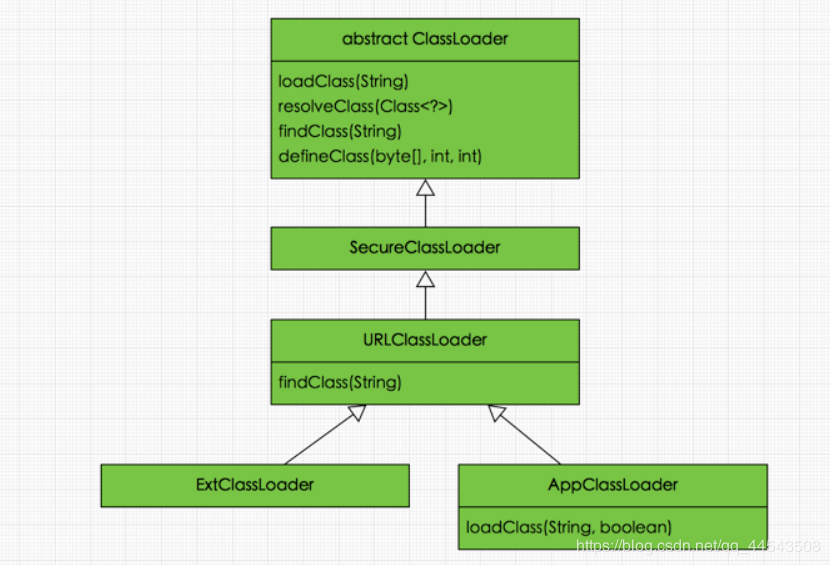 abstract ClassLoader
loadClass(String)
resolveClass(Class<?>)
findClass(String)
defineClass(byte[], int, int)
SecureClassLoader
URLClassLoader
findClass(String)
ExtClassLoader
AppClassLoader
loadClass(String, boolean)
https://blog.csdn.net/qq_44543508